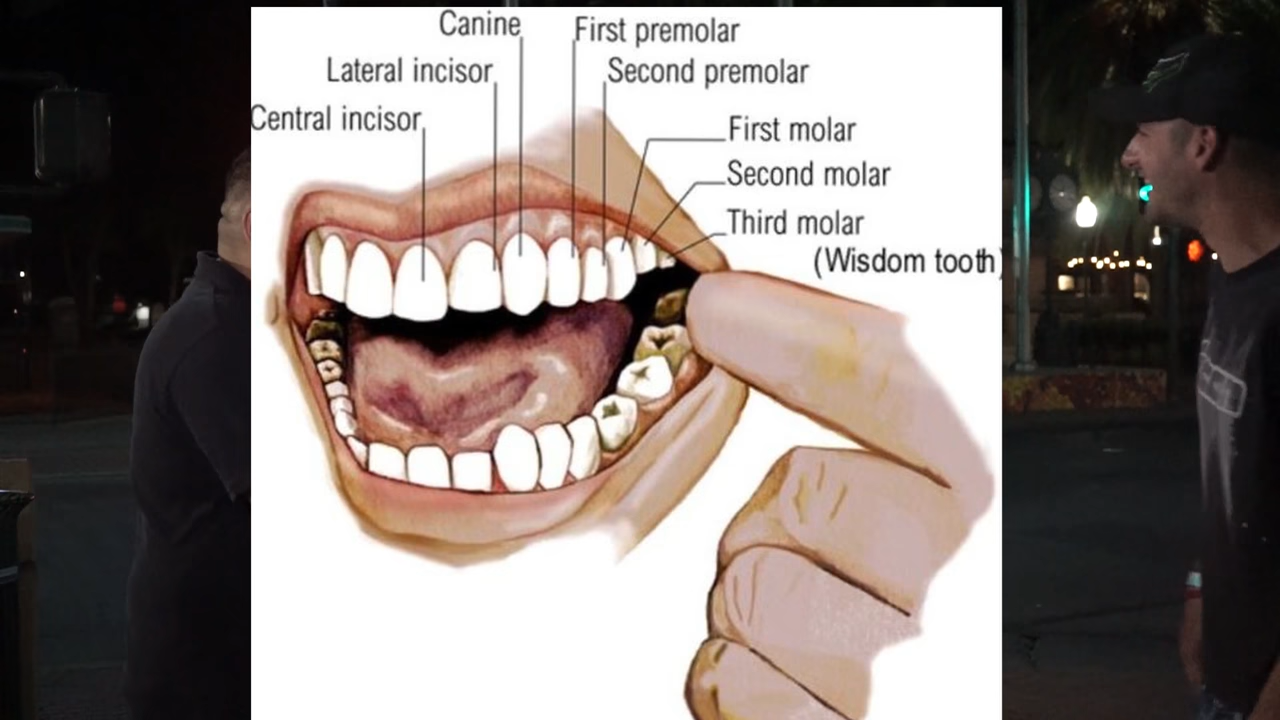 Canine
First premolar
Lateral incisor
Second premolar
Central incisor
First molar
Second molar
Third molar
(Wisdom tooth)